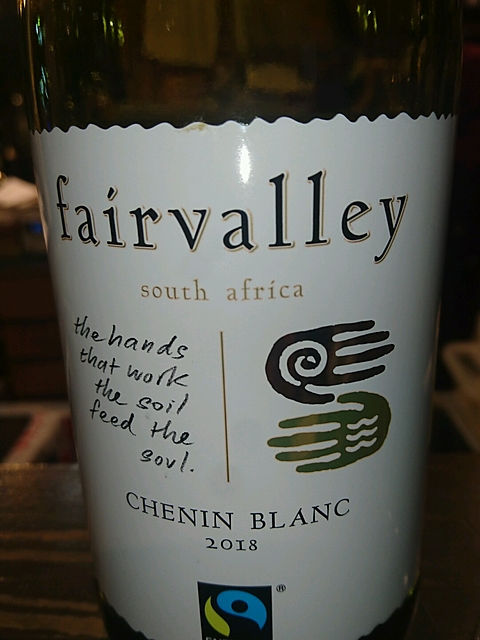 fairvalley
south africa
the hands
that work
the soil
feed the
soul.
CHENIN BLANC
2018
®